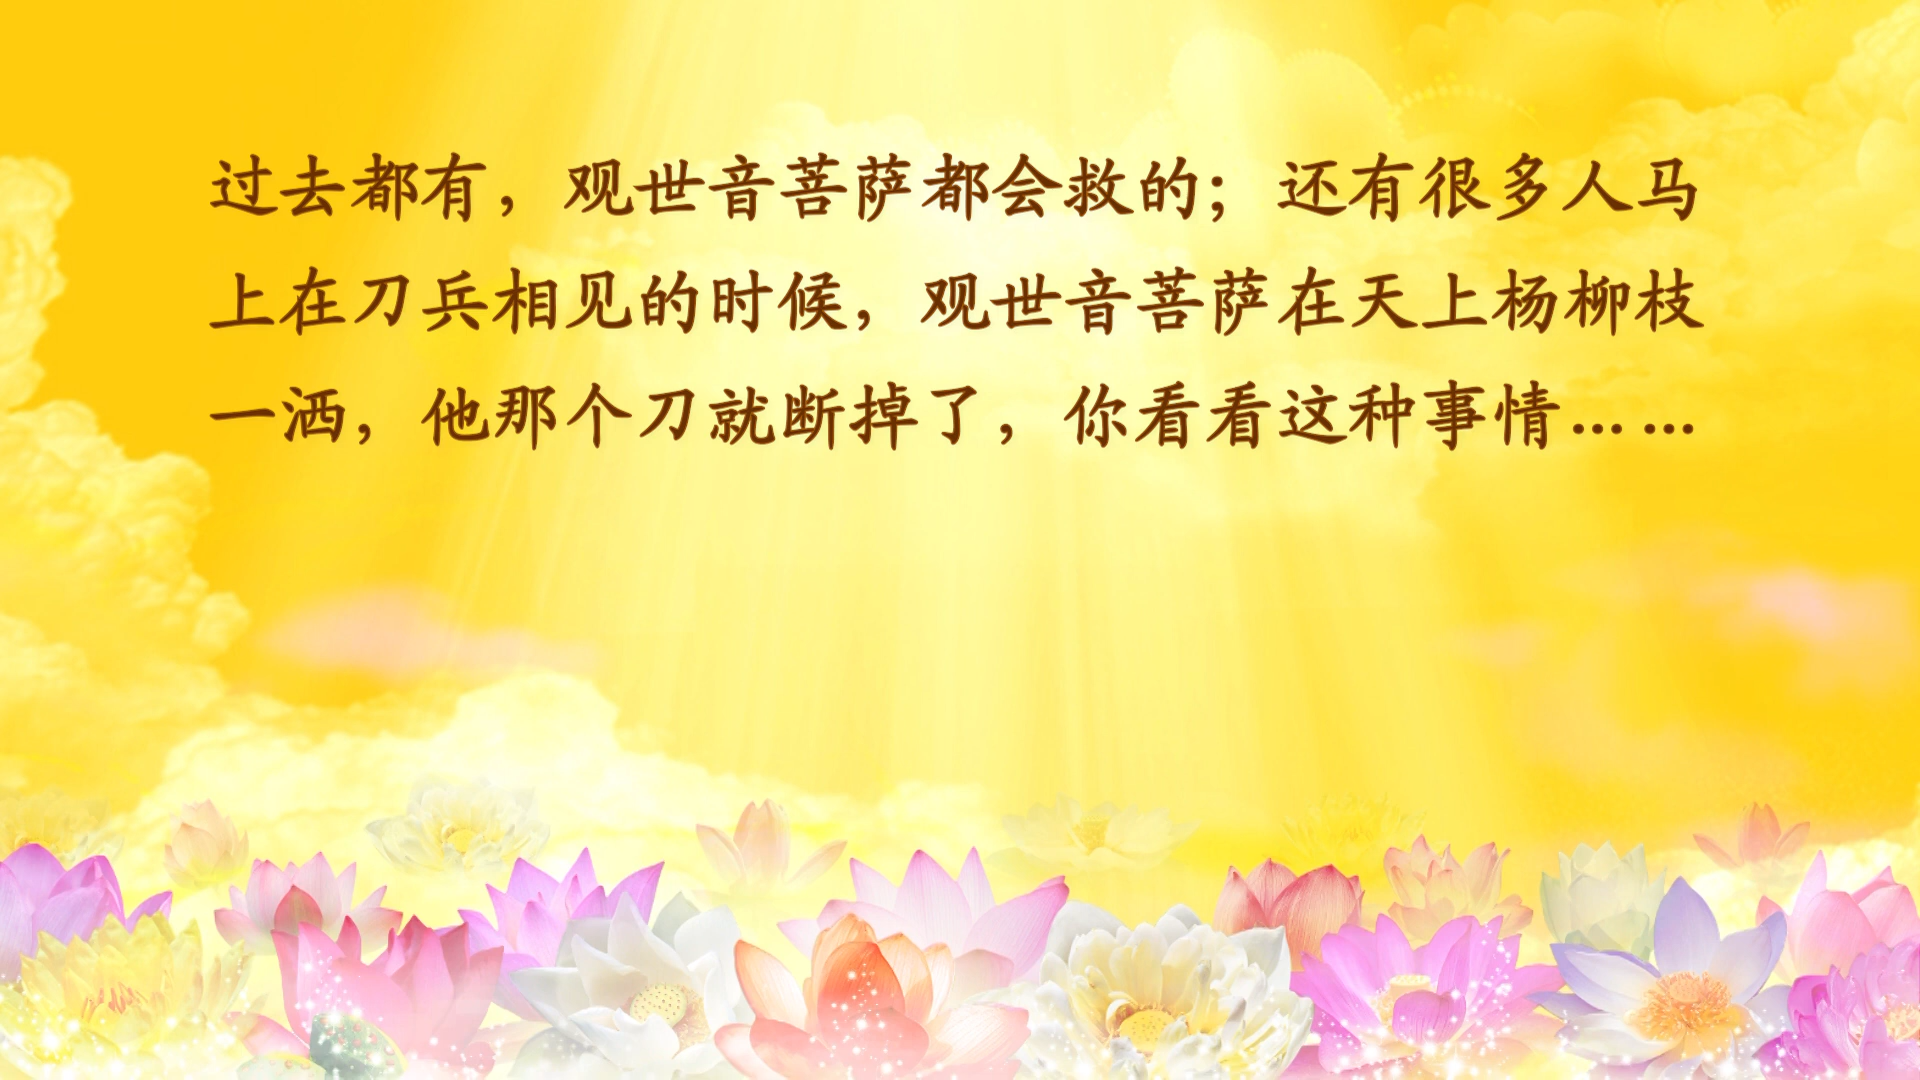 过去都有，观世音菩萨都会救的；还有很多人马
上在刀兵相见的时候，观世音菩萨在天上杨柳枝
一洒，他那个刀就断掉了，你看看这种事情……